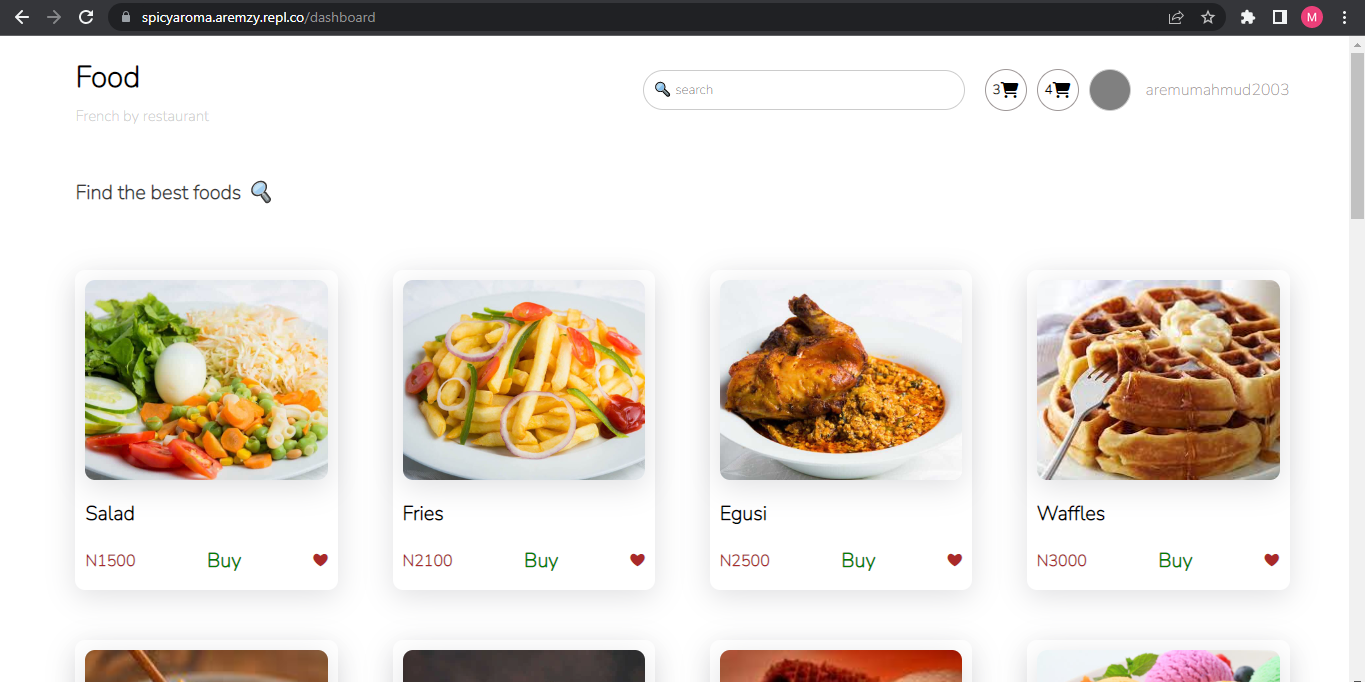 spicyaroma.aremzy.repl.co/dashboard
M
Food
French by restaurant
search
3
4
aremumahmud2003
Find the best foods
Salad
N1500 Buy
Fries
N2100 Buy
Egusi
N2500 Buy
Waffles
N3000 Buy